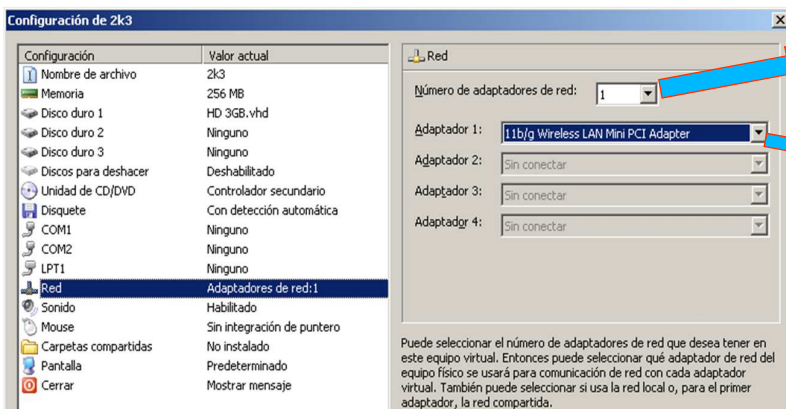 Configuración de 2k3
Configuración Valor actual
Nombre de archivo 2k3
Memoria 256 MB
Disco duro 1 HD 3GB.vhd
Disco duro 2 Ninguno
Disco duro 3 Ninguno
Discos para deshacer Deshabilitado
Unidad de CD/DVD Controlador secundario
Disquete Con detección automática
COM1 Ninguno
COM2 Ninguno
LPT1 Ninguno
Red Adaptadores de red:1
Sonido Habilitado
Mouse Sin integración de puntero
Carpetas compartidas No instalado
Pantalla Predeterminado
Cerrar Mostrar mensaje
Red
Número de adaptadores de red: 1
Adaptador 1: 11b/g Wireless LAN Mini PCI Adapter
Adaptador 2: Sin conectar
Adaptador 3: Sin conectar
Adaptador 4: Sin conectar
Puede seleccionar el número de adaptadores de red que desea tener en
este equipo virtual. Entonces puede seleccionar qué adaptador de red del
equipo físico se usará para comunicación de red con cada adaptador
virtual. También puede seleccionar si usa la red local o, para el primer
adaptador, la red compartida.